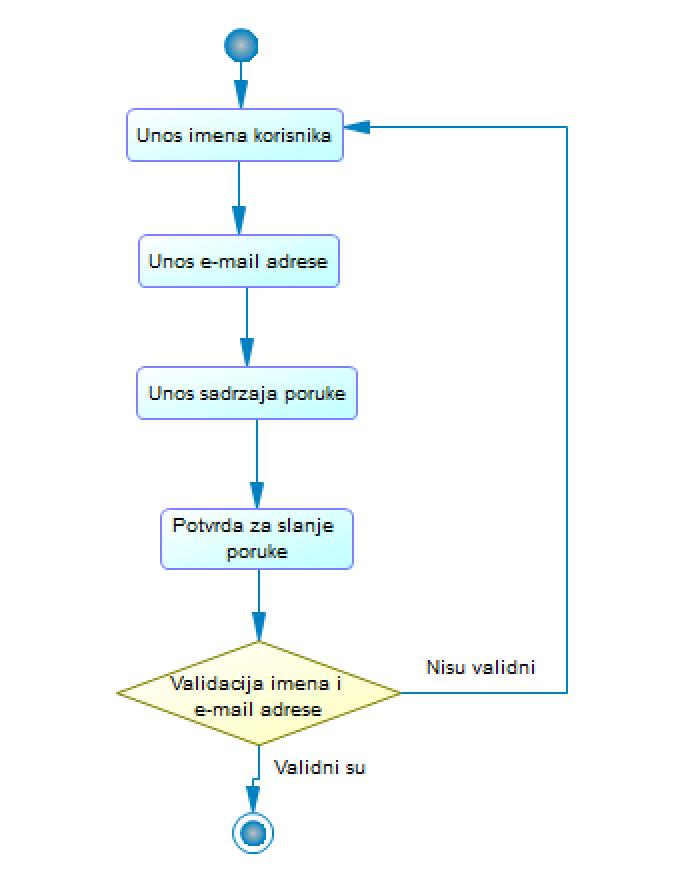 Unos imena korisnika
Unos e-mail adrese
Unos sadrzaja poruke
Potvrda za slanje
poruke
Validacija imena i
e-mail adrese
Nisu validni
Validni su